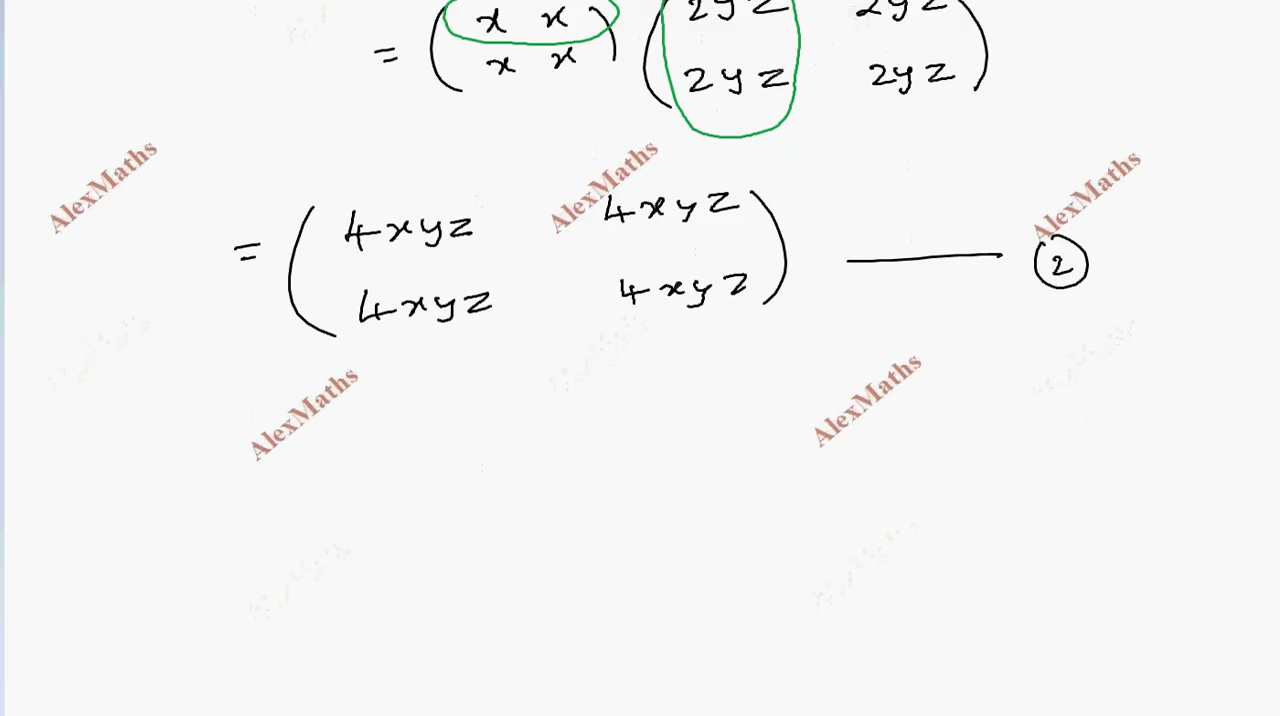 = ( x x ) ( 2yz 2yz )
x x 2yz 2yz
AlexMaths AlexMaths AlexMaths
= ( 4xyz 4xyz ) ——— ②
4xyz 4xyz
AlexMaths AlexMaths